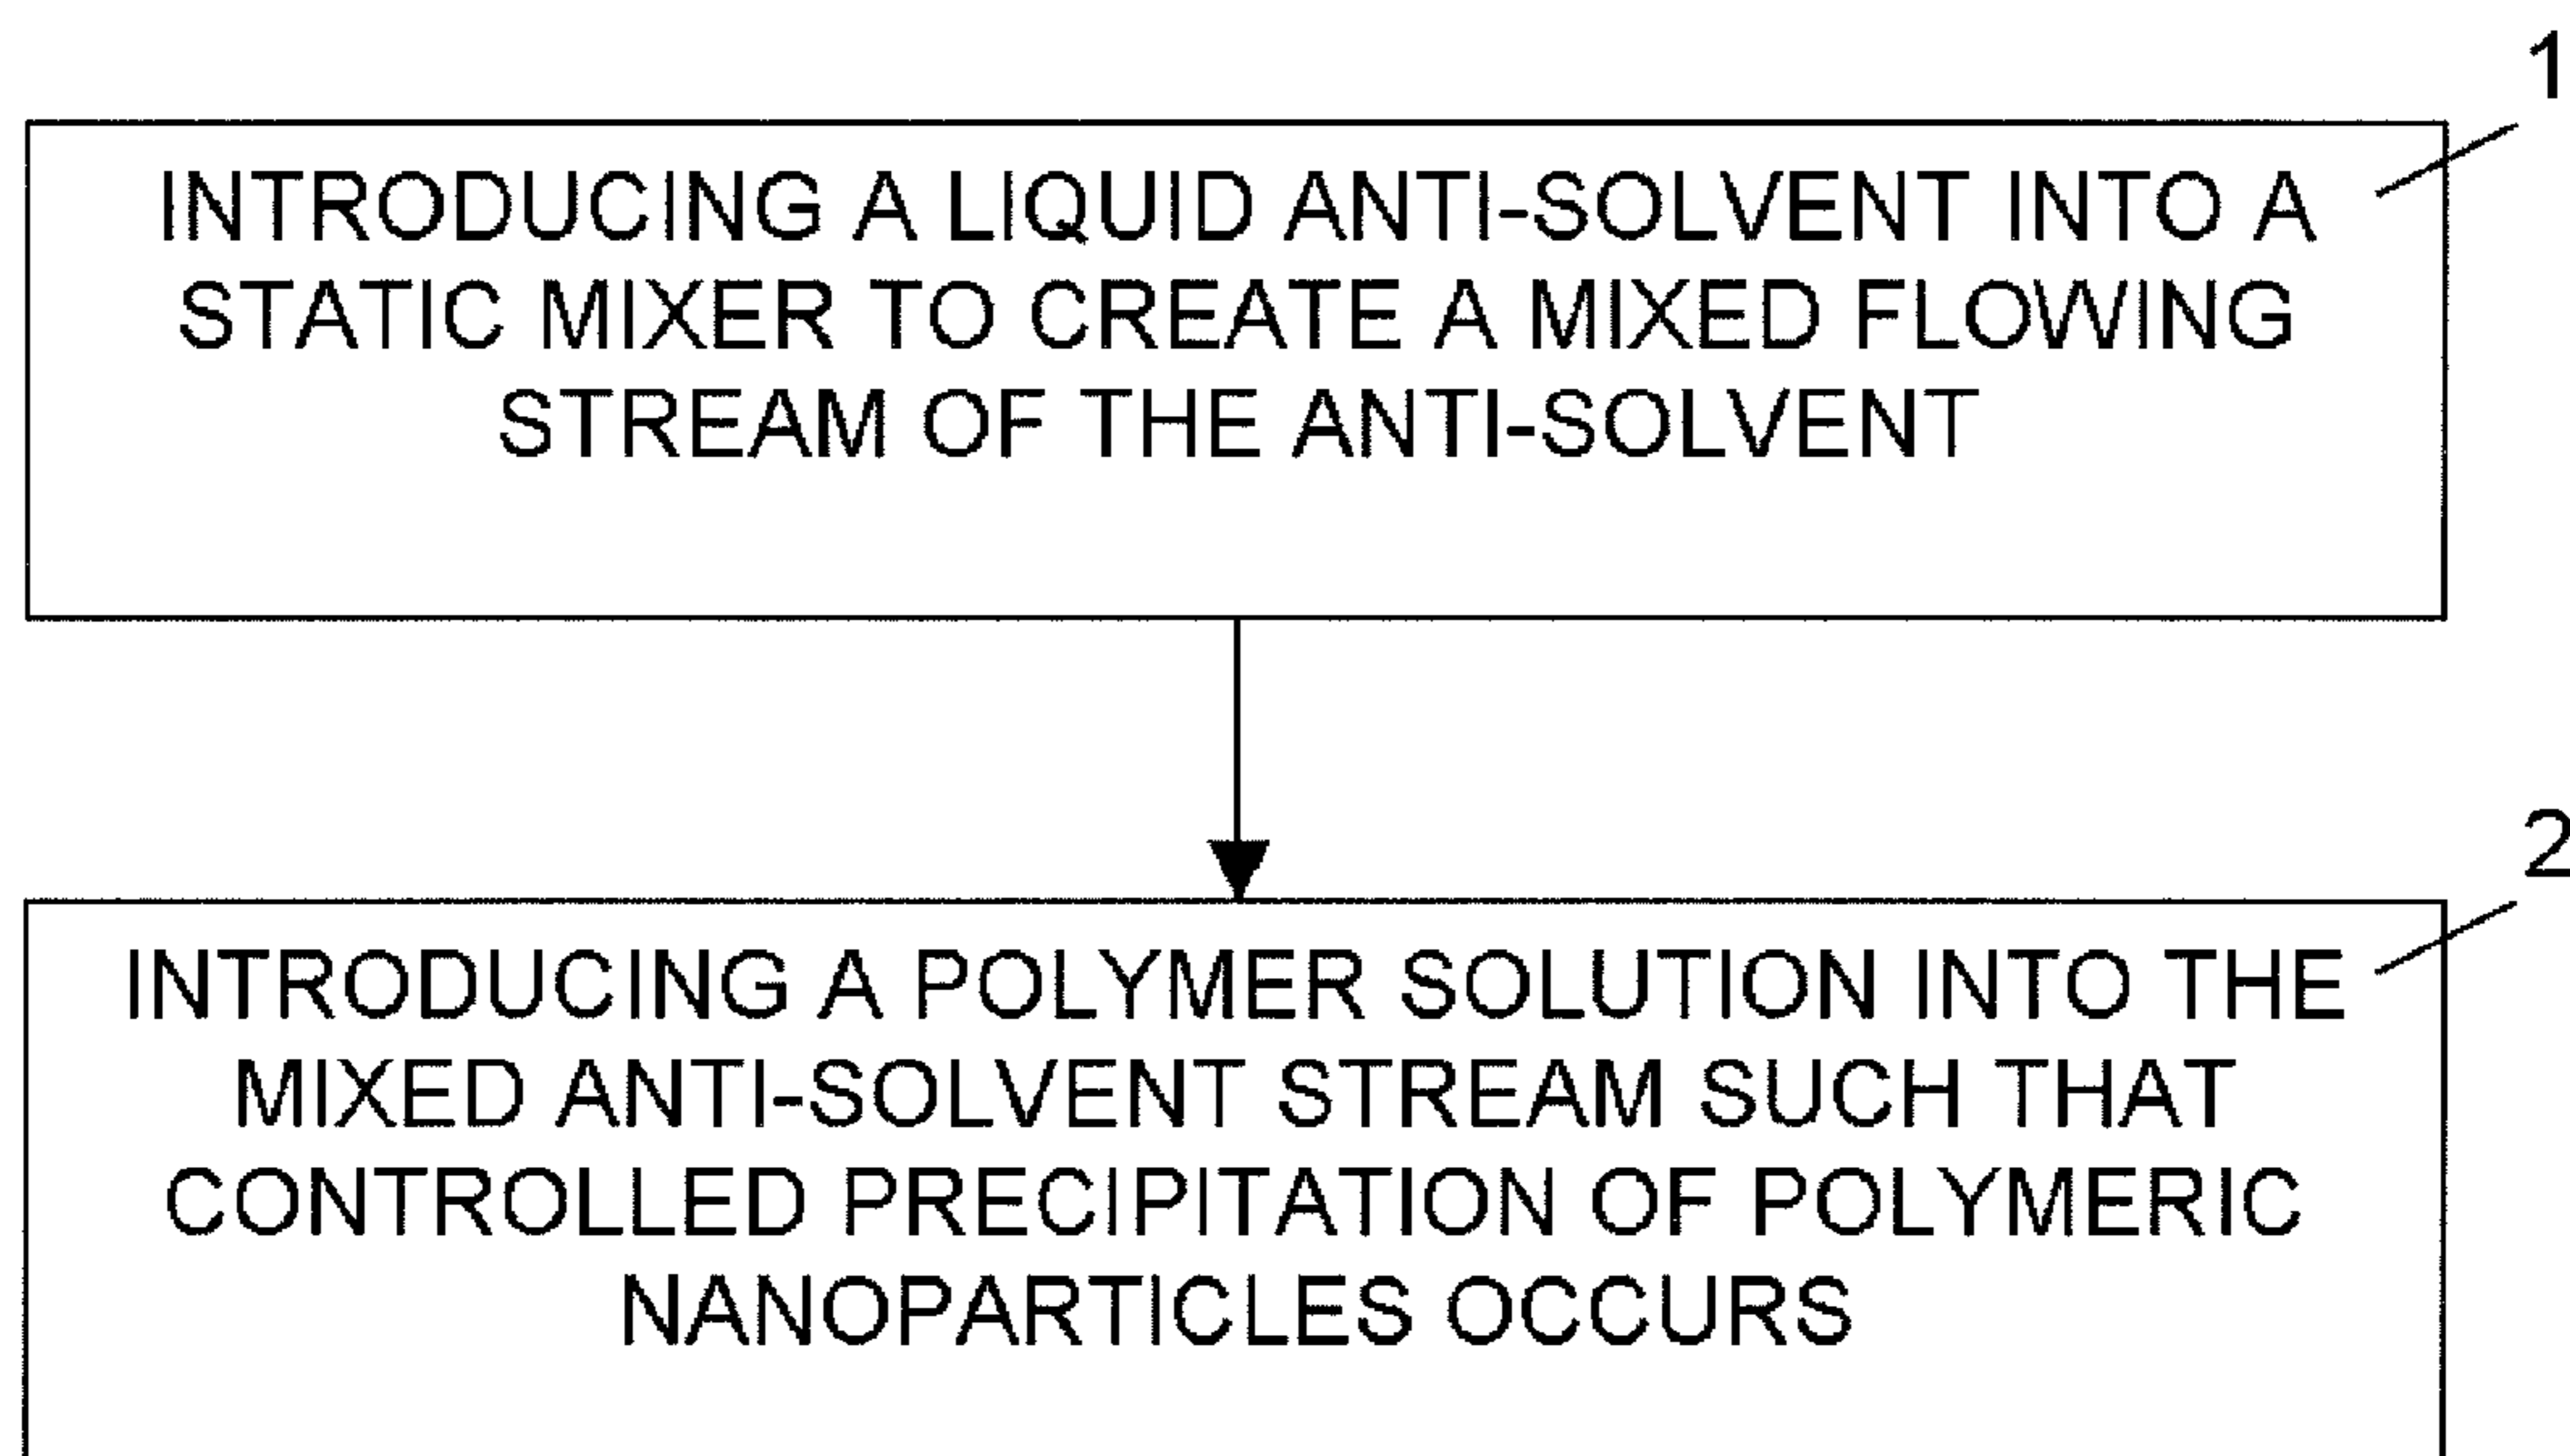 1
INTRODUCING A LIQUID ANTI-SOLVENT INTO A
STATIC MIXER TO CREATE A MIXED FLOWING
STREAM OF THE ANTI-SOLVENT
2
INTRODUCING A POLYMER SOLUTION INTO THE
MIXED ANTI-SOLVENT STREAM SUCH THAT
CONTROLLED PRECIPITATION OF POLYMERIC
NANOPARTICLES OCCURS